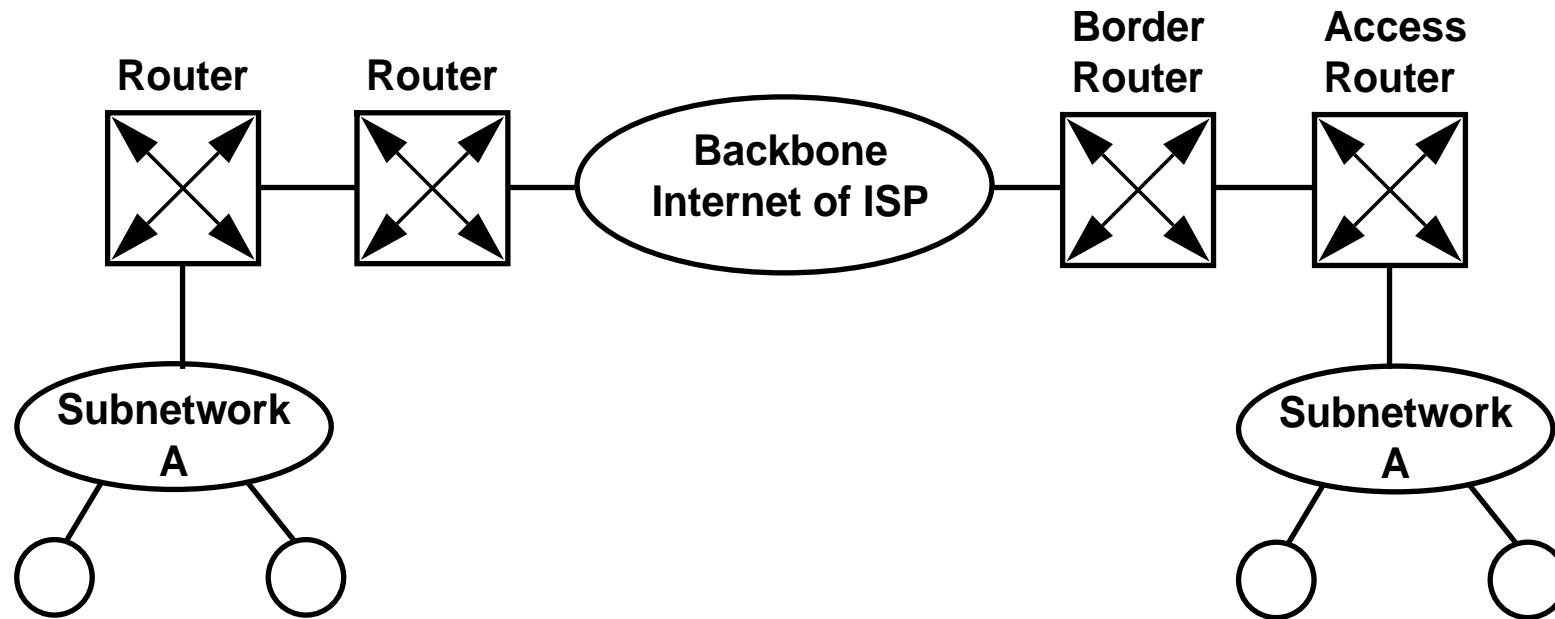 Router
Router
Border
Router
Access
Router
Backbone
Internet of ISP
Subnetwork
A
Subnetwork
A